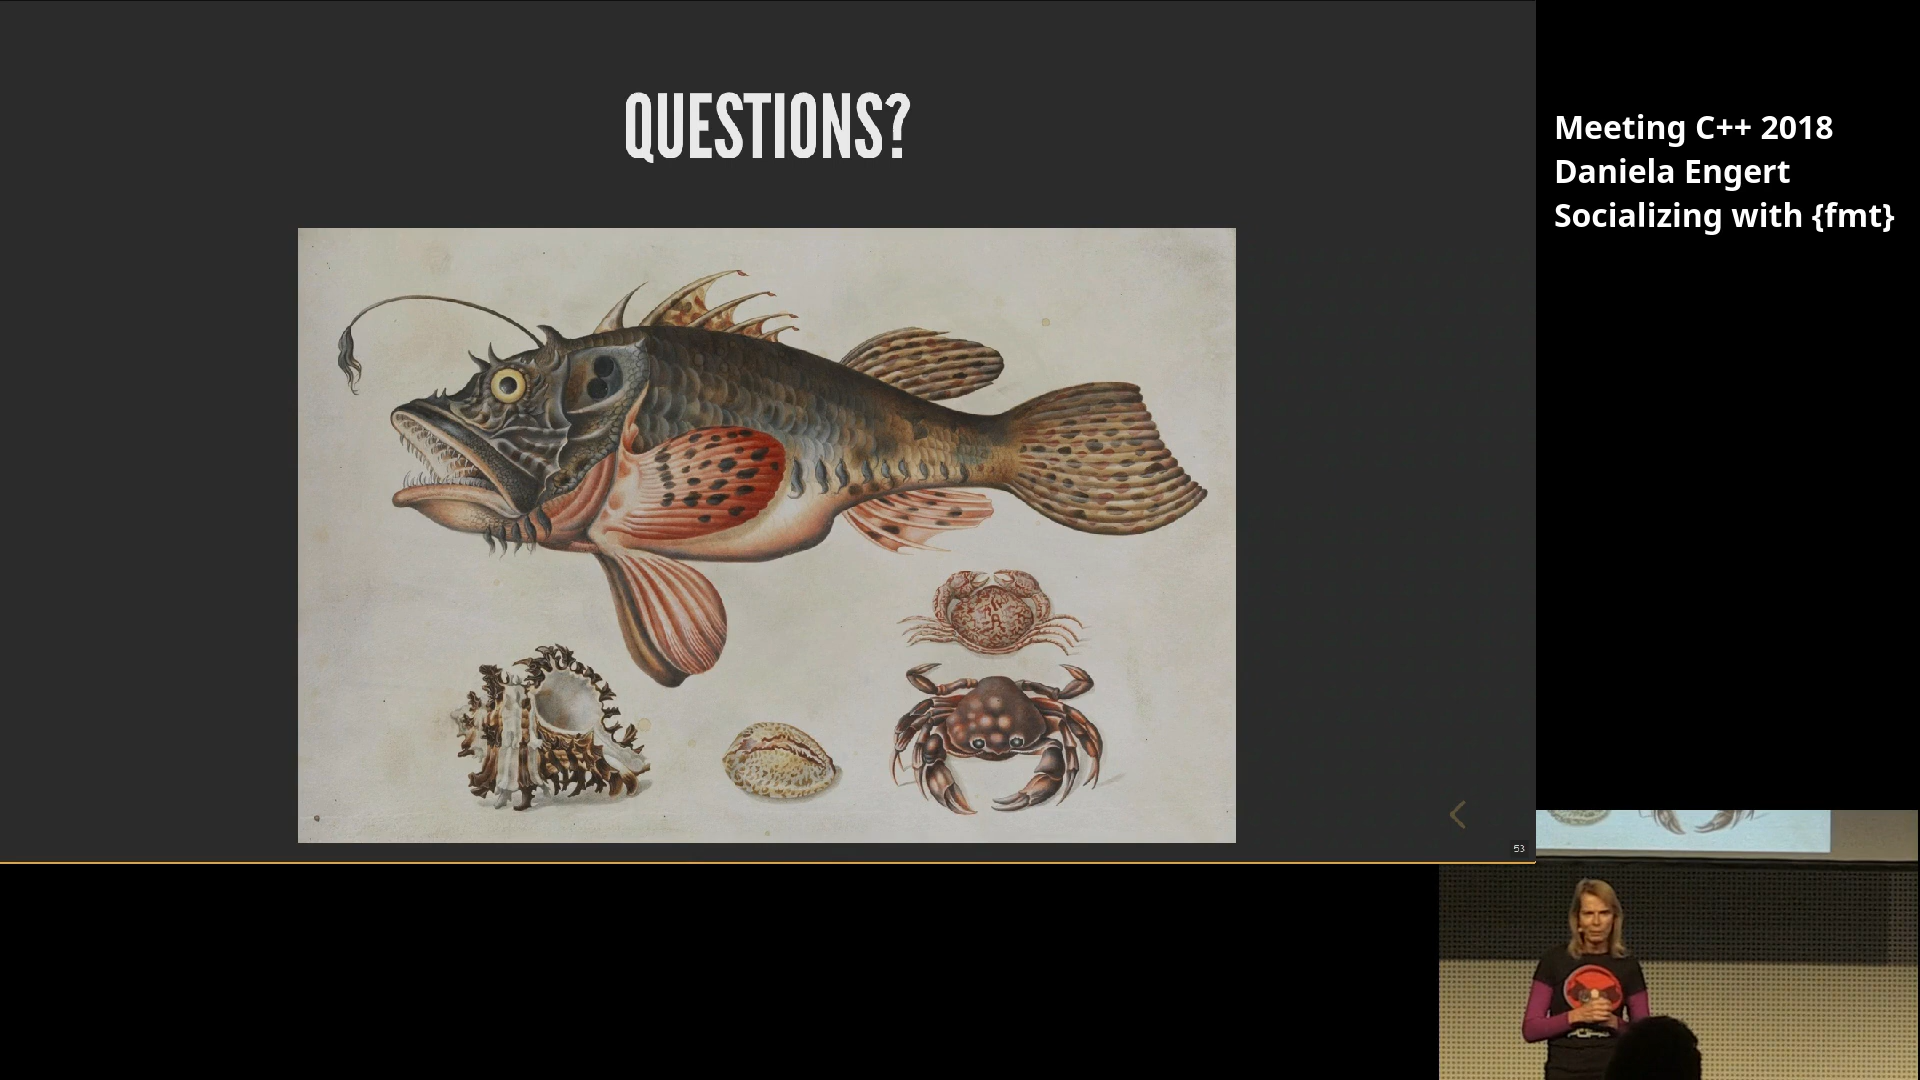 QUESTIONS?
Meeting C++ 2018
Daniela Engert
Socializing with {fmt}
53